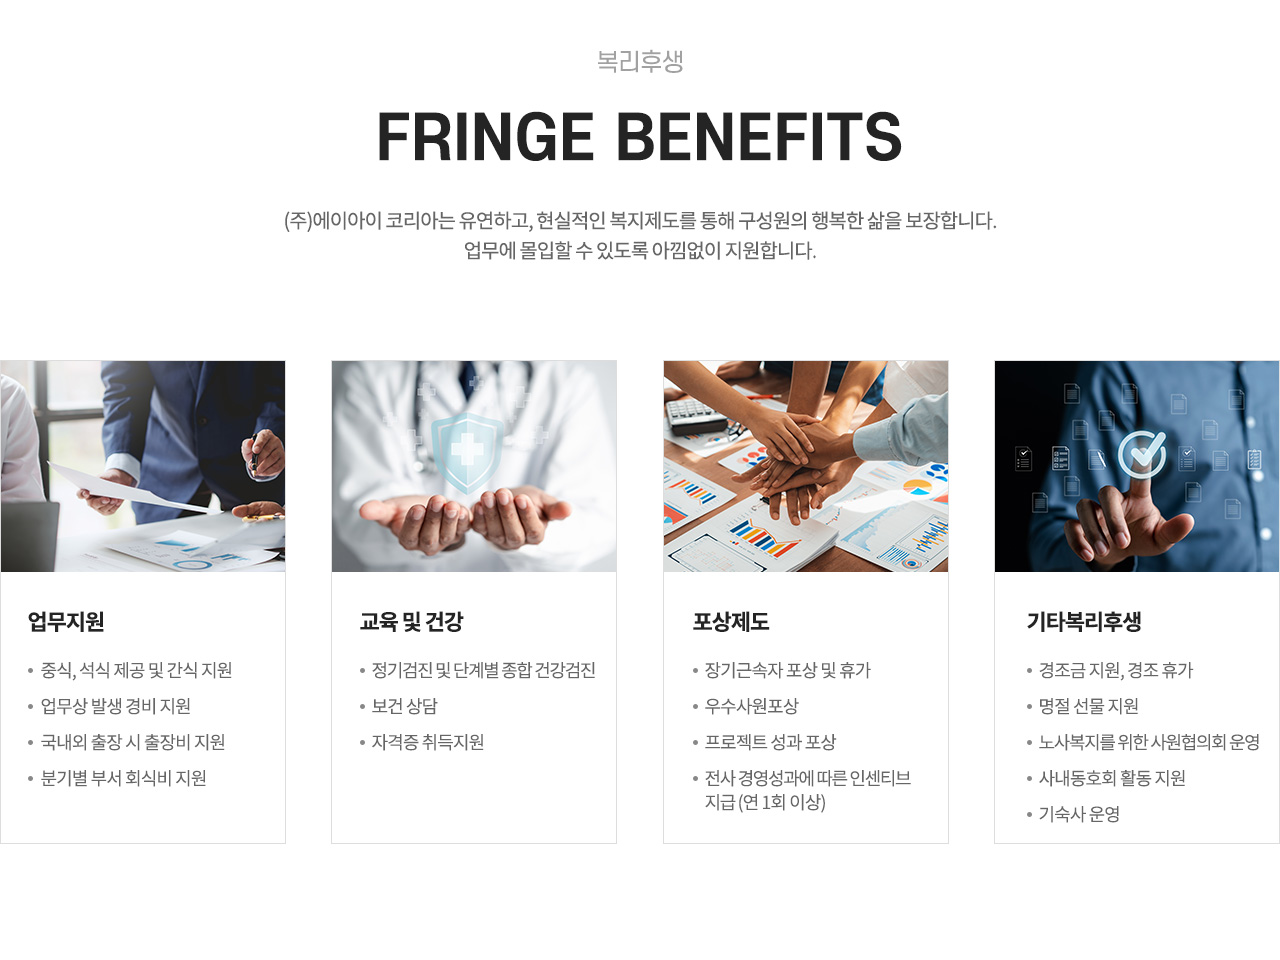 복리후생
FRINGE BENEFITS
(주)에이아이 코리아는 유연하고, 현실적인 복지제도를 통해 구성원의 행복한 삶을 보장합니다.
업무에 몰입할 수 있도록 아낌없이 지원합니다.
업무지원
• 중식, 석식 제공 및 간식 지원
• 업무상 발생 경비 지원
• 국내외 출장 시 출장비 지원
• 분기별 부서 회식비 지원
교육 및 건강
• 정기검진 및 단계별 종합 건강검진
• 보건 상담
• 자격증 취득지원
포상제도
• 장기근속자 포상 및 휴가
• 우수사원포상
• 프로젝트 성과 포상
• 전사 경영성과에 따른 인센티브
지급 (연 1회 이상)
기타복리후생
• 경조금 지원, 경조 휴가
• 명절 선물 지원
• 노사복지를 위한 사원협의회 운영
• 사내동호회 활동 지원
• 기숙사 운영